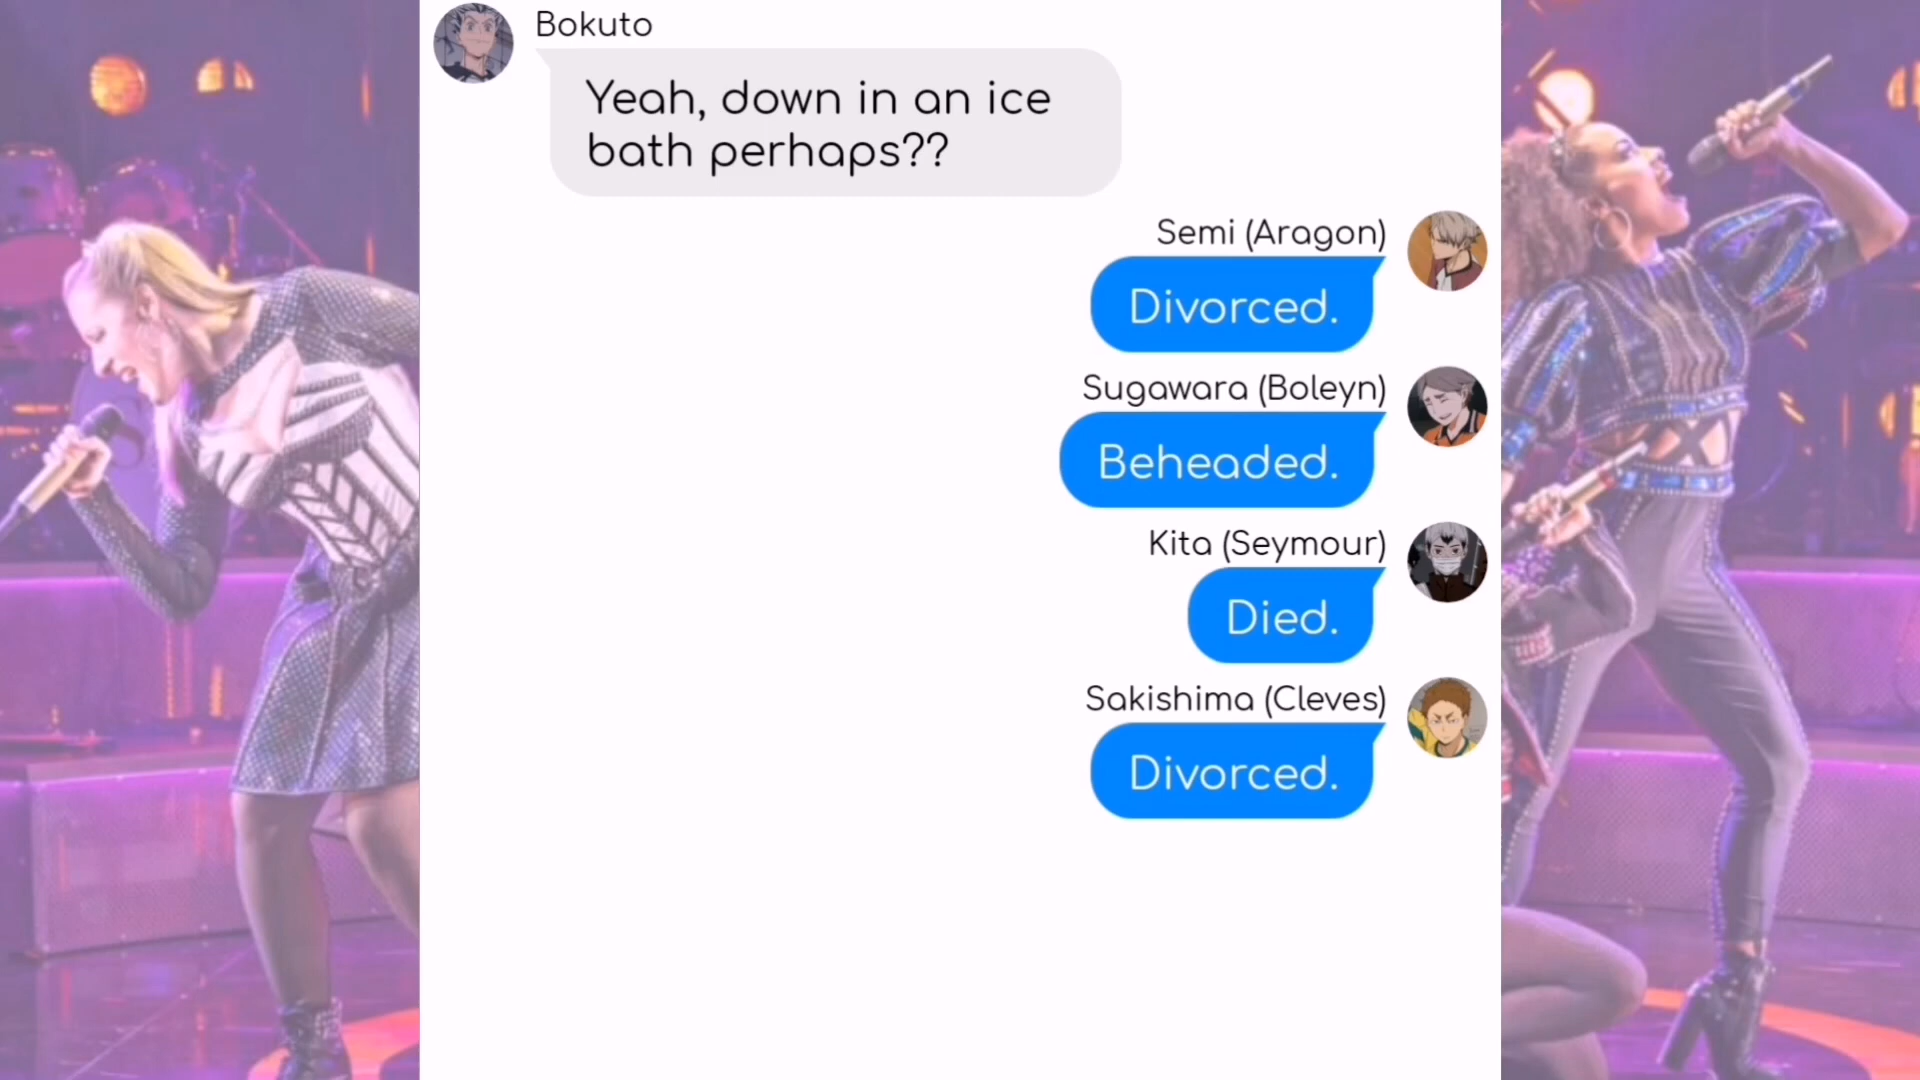 Bokuto
Yeah, down in an ice
bath perhaps??
Semi (Aragon)
Divorced.
Sugawara (Boleyn)
Beheaded.
Kita (Seymour)
Died.
Sakishima (Cleves)
Divorced.